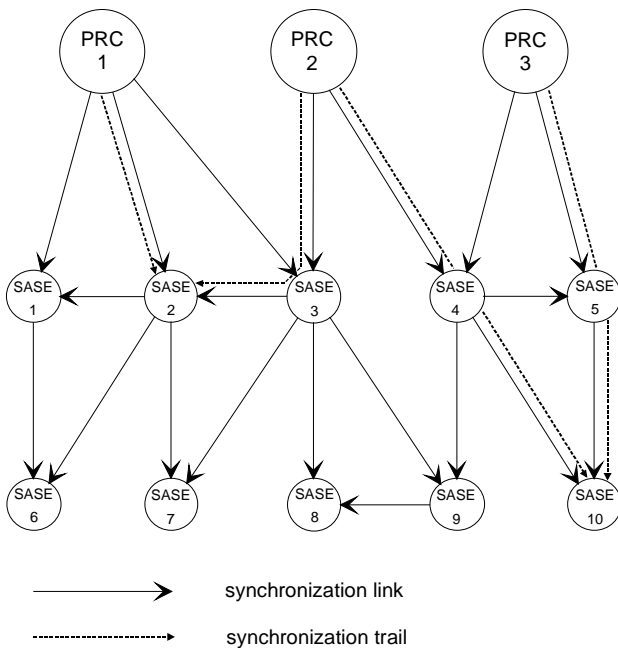 PRC
1
PRC
2
PRC
3
SASE
1
SASE
2
SASE
3
SASE
4
SASE
5
SASE
6
SASE
7
SASE
8
SASE
9
SASE
10
synchronization link
synchronization trail